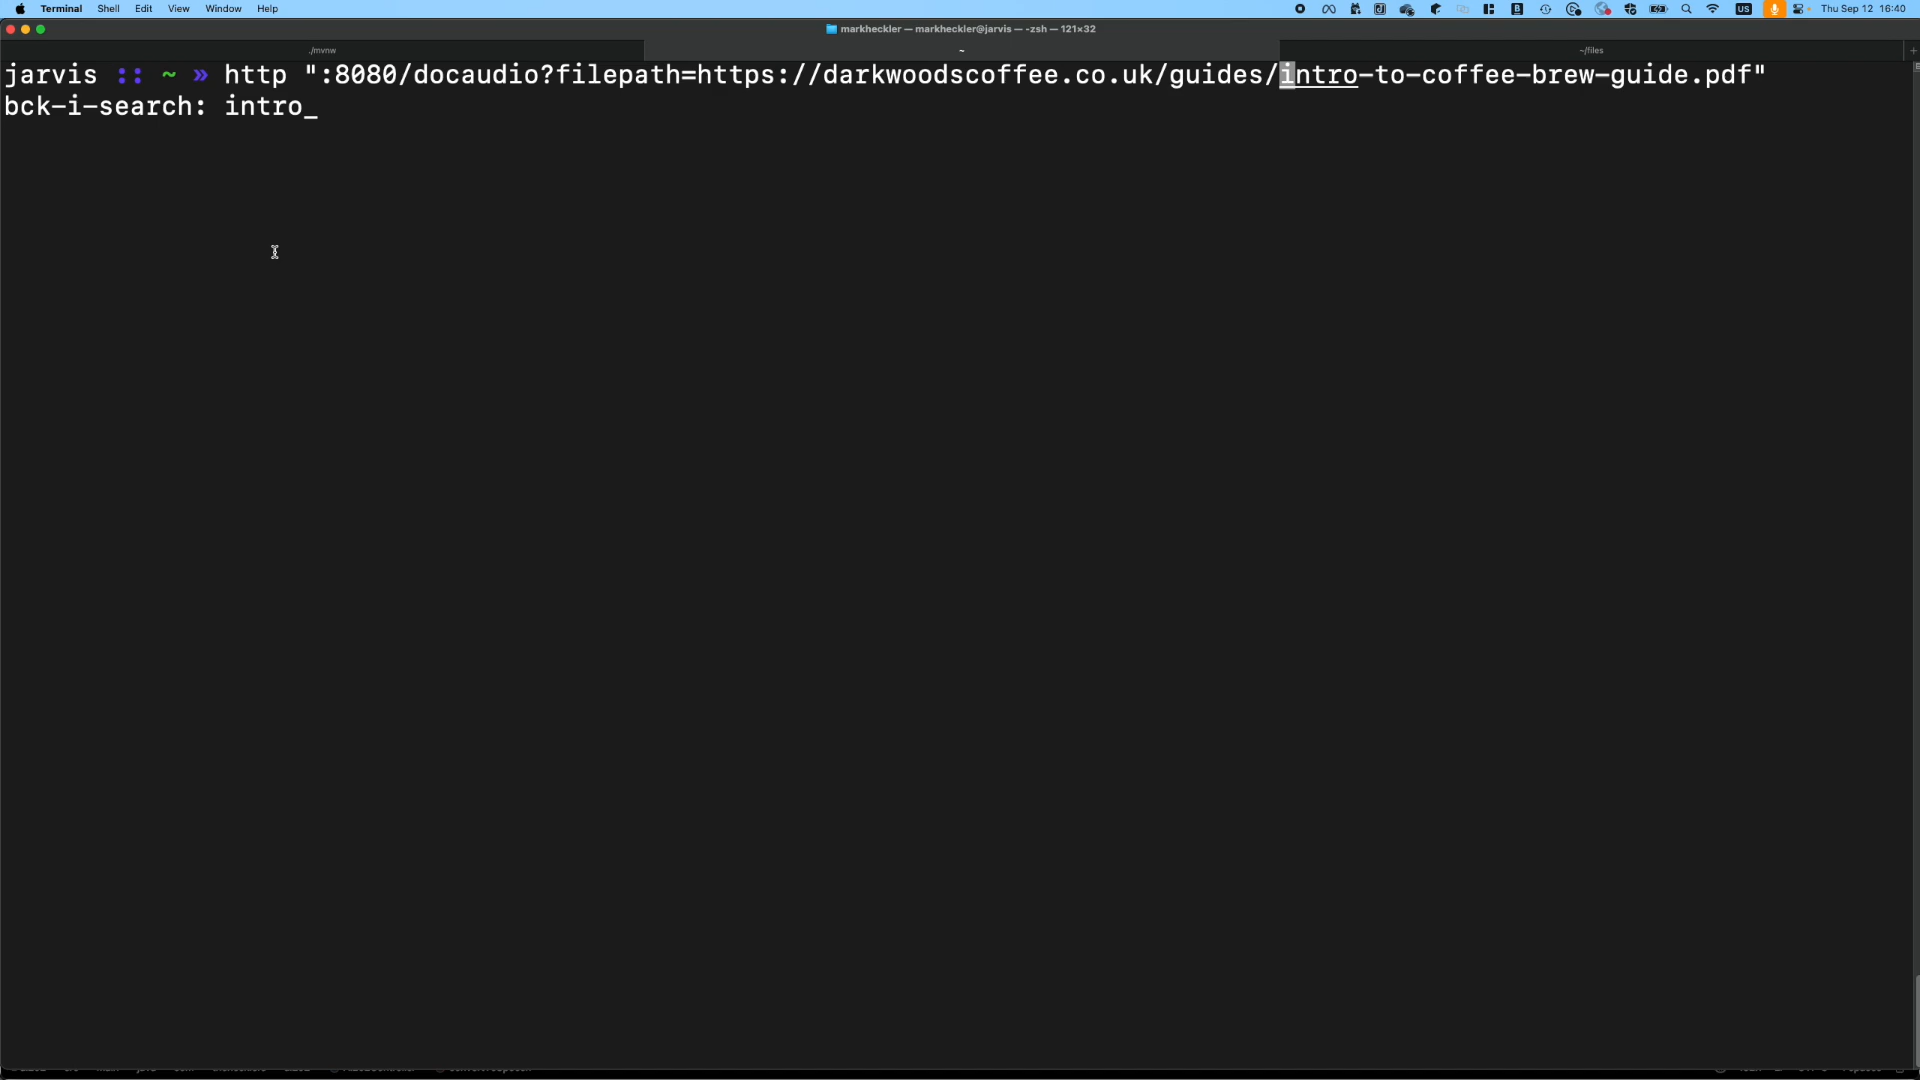 Terminal Shell Edit View Window Help
US Thu Sep 12 16:40
markheckler — markheckler@jarvis — -zsh — 121×32
./mvnw ~ ~/files +
jarvis :: ~ » http ":8080/docaudio?filepath=https://darkwoodscoffee.co.uk/guides/intro-to-coffee-brew-guide.pdf"
bck-i-search: intro_